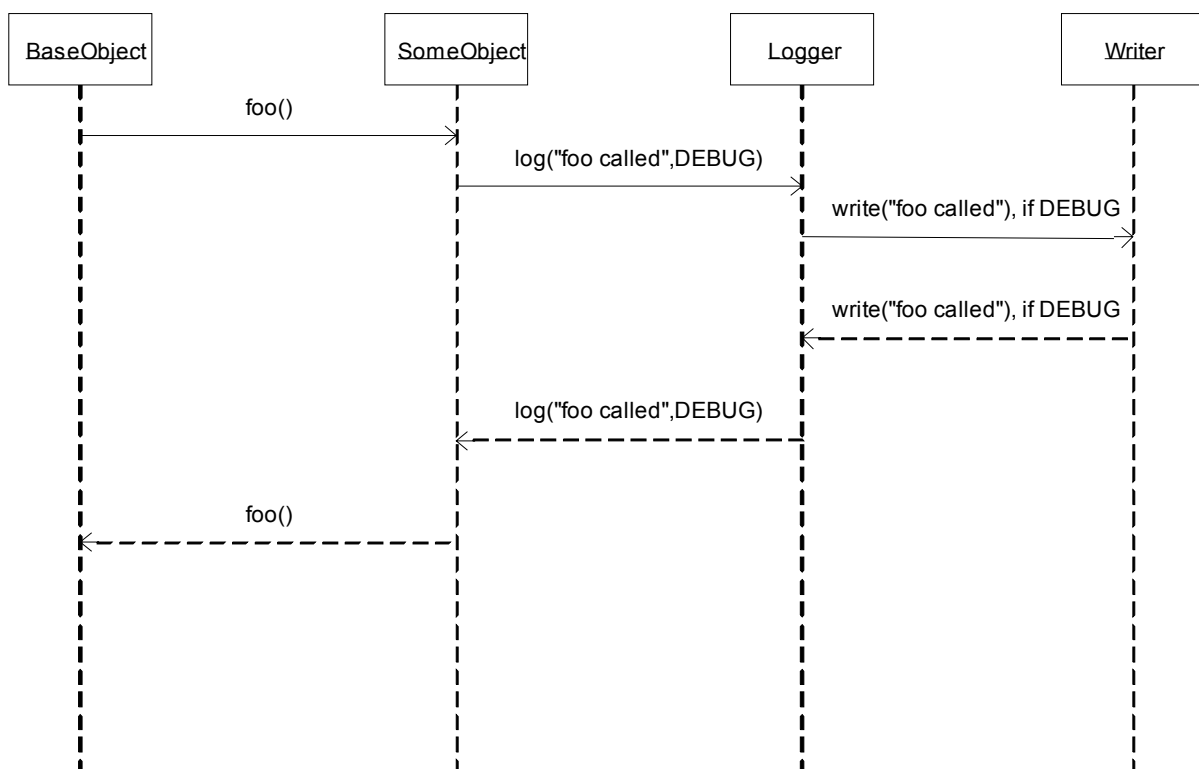 BaseObject
SomeObject
Logger
Writer
foo()
log("foo called",DEBUG)
write("foo called"), if DEBUG
write("foo called"), if DEBUG
log("foo called",DEBUG)
foo()